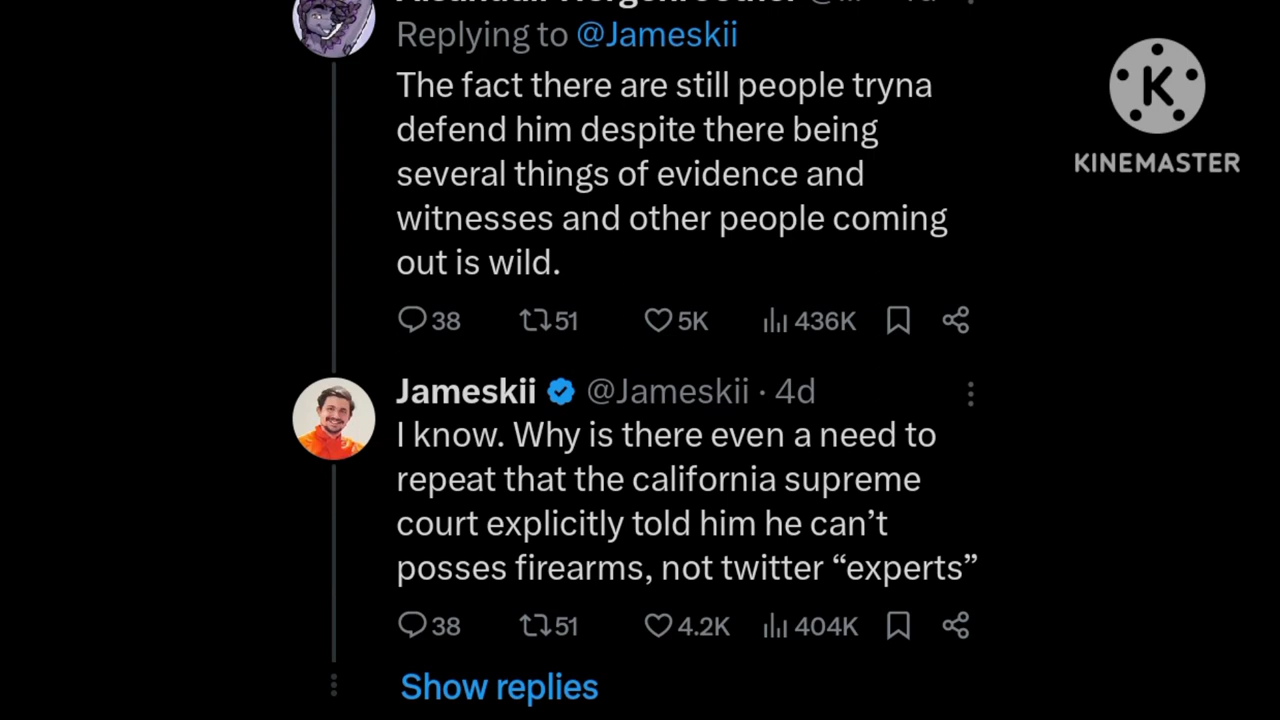 Replying to @Jameskii
The fact there are still people tryna
defend him despite there being
several things of evidence and
witnesses and other people coming
out is wild.
38 51 5K 436K
Jameskii @Jameskii · 4d
I know. Why is there even a need to
repeat that the california supreme
court explicitly told him he can’t
posses firearms, not twitter “experts”
38 51 4.2K 404K
Show replies
K
KINEMASTER